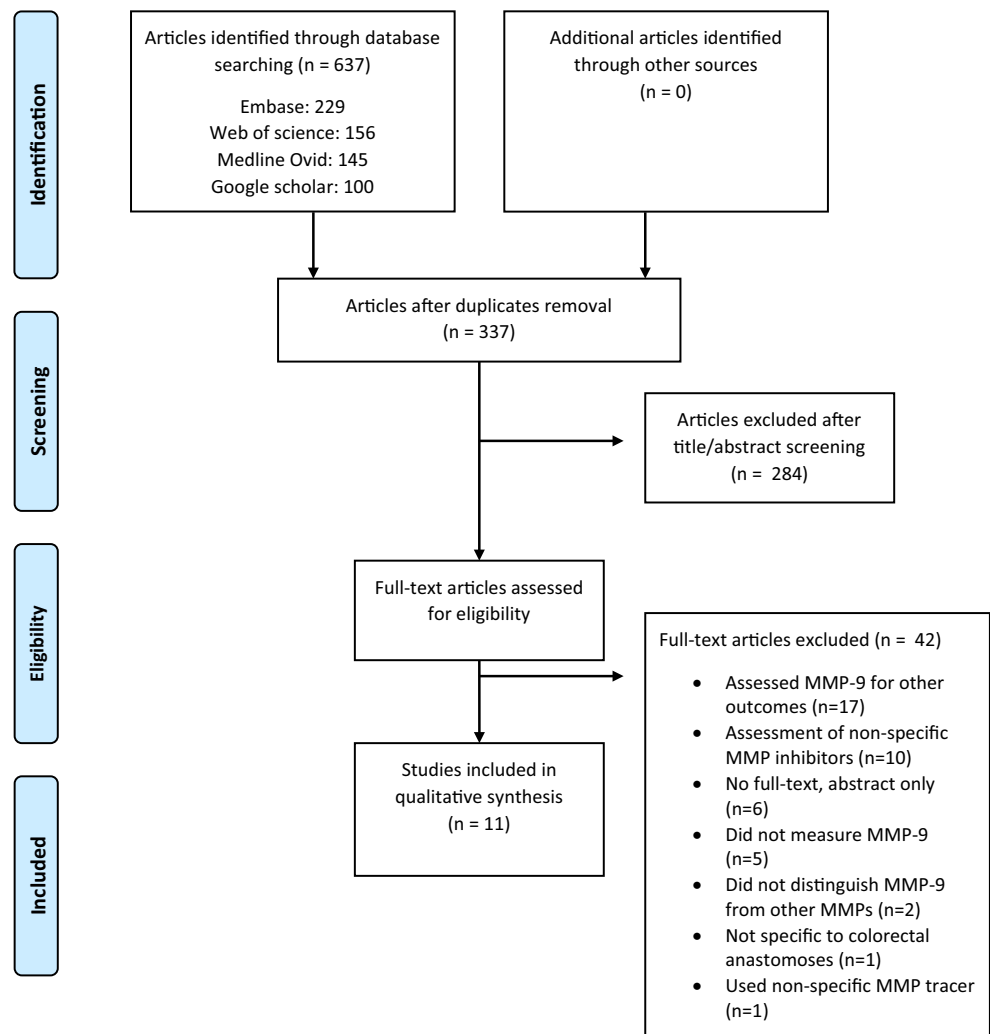 Identification
Articles identified through database
searching (n = 637)
Embase: 229
Web of science: 156
Medline Ovid: 145
Google scholar: 100
Additional articles identified
through other sources
(n = 0)
Articles after duplicates removal
(n = 337)
Screening
Articles excluded after
title/abstract screening
(n =  284)
Eligibility
Full-text articles assessed
for eligibility
Full-text articles excluded (n =  42)
• Assessed MMP-9 for other
outcomes (n=17)
• Assessment of non-specific
MMP inhibitors (n=10)
• No full-text, abstract only
(n=6)
• Did not measure MMP-9
(n=5)
• Did not distinguish MMP-9
from other MMPs (n=2)
• Not specific to colorectal
anastomoses (n=1)
• Used non-specific MMP tracer
(n=1)
Included
Studies included in
qualitative synthesis
(n = 11)